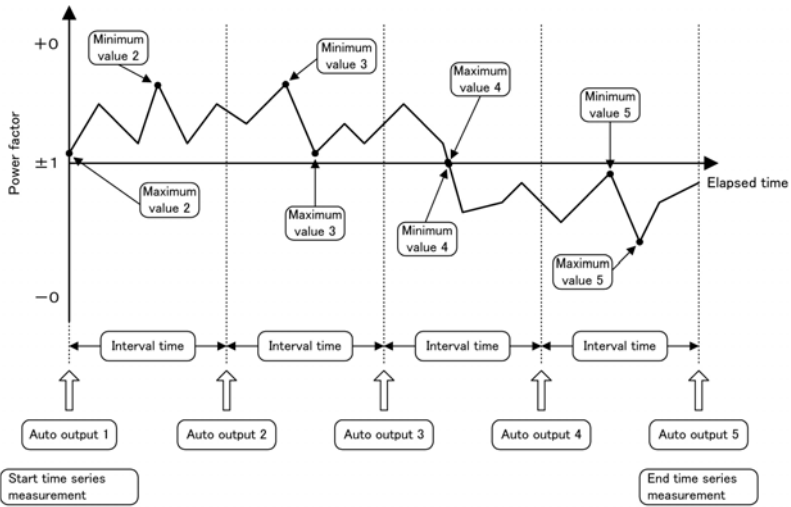 +0
Minimum
value 2
Minimum
value 3
Maximum
value 4
Minimum
value 5
Power factor
±1
Elapsed time
Maximum
value 2
Maximum
value 3
Minimum
value 4
Maximum
value 5
−0
Interval time
Interval time
Interval time
Interval time
Auto output 1
Auto output 2
Auto output 3
Auto output 4
Auto output 5
Start time series
measurement
End time series
measurement